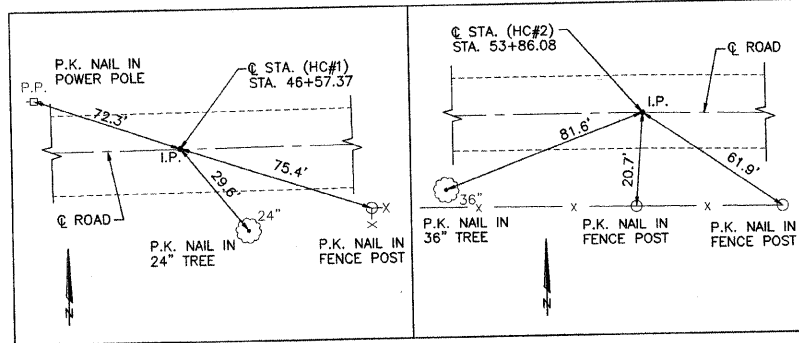 P.K. NAIL IN
POWER POLE
P.P.
℄ STA. (HC#1)
STA. 46+57.37
72.3'
I.P.
75.4'
29.6'
℄ ROAD
24"
X
X
P.K. NAIL IN
24" TREE
P.K. NAIL IN
FENCE POST
N
℄ STA. (HC#2)
STA. 53+86.08
℄ ROAD
I.P.
81.6'
20.7'
61.9'
36"
X
X
X
P.K. NAIL IN
36" TREE
P.K. NAIL IN
FENCE POST
P.K. NAIL IN
FENCE POST
N